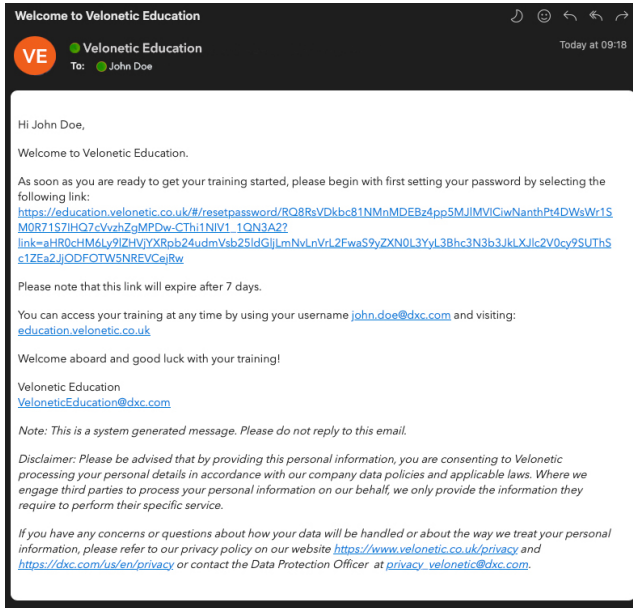 Welcome to Velonetic Education
VE
Velonetic Education
Today at 09:18
To: John Doe
Hi John Doe,
Welcome to Velonetic Education.
As soon as you are ready to get your training started, please begin with first setting your password by selecting the
following link:
https://education.velonetic.co.uk/#/resetpassword/RQ8RsVDkbc81NMnMDEBz4pp5MJlMVlCiwNanthPt4DWsWr1S
M0R71S7IHQ7cVvzhZgMPDw-CThi1NIV1_1QN3A2?
link=aHR0cHM6Ly9lZHVjYXRpb24udmVsb25ldGljLmNvLnVrL2FwaS9yZXN0L3YyL3Bhc3N3b3JkLXJlc2V0cy9SUThS
c1ZEa2JjODFOTW5NREVCejRw
Please note that this link will expire after 7 days.
You can access your training at any time by using your username john.doe@dxc.com and visiting:
education.velonetic.co.uk
Welcome aboard and good luck with your training!
Velonetic Education
VeloneticEducation@dxc.com
Note: This is a system generated message. Please do not reply to this email.
Disclaimer: Please be advised that by providing this personal information, you are consenting to Velonetic
processing your personal details in accordance with our company data policies and applicable laws. Where we
engage third parties to process your personal information on our behalf, we only provide the information they
require to perform their specific service.
If you have any concerns or questions about how your data will be handled or about the way we treat your personal
information, please refer to our privacy policy on our website https://www.velonetic.co.uk/privacy and
https://dxc.com/us/en/privacy or contact the Data Protection Officer at privacy_velonetic@dxc.com.